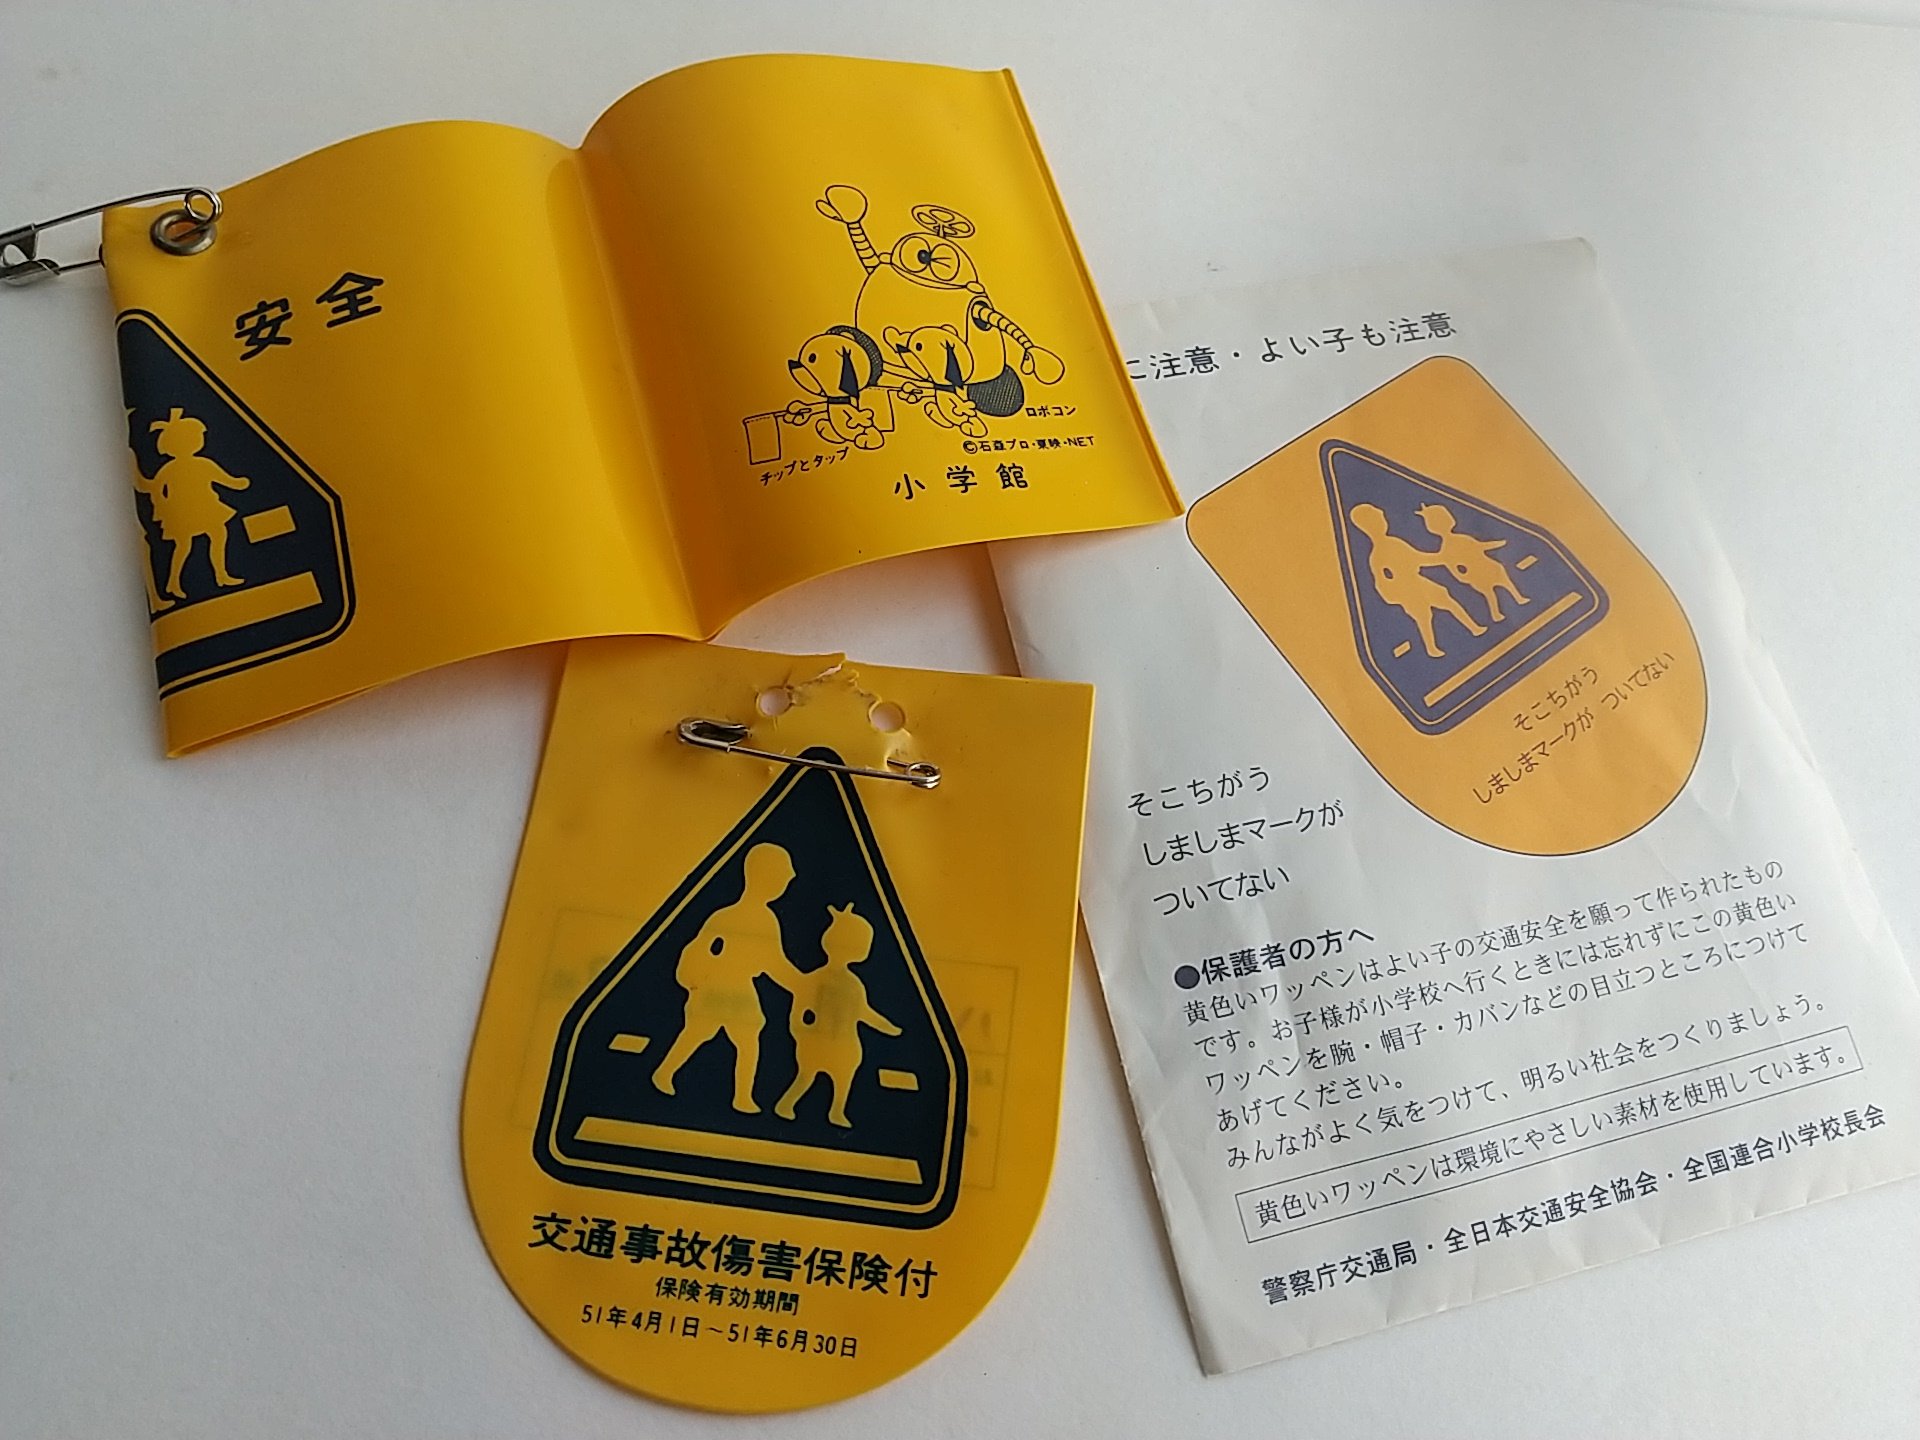 安全
ロボコン
©石森プロ・東映・NET
チップとタップ
小学館
交通事故傷害保険付
保険有効期間
51年4月1日～51年6月30日
に注意・よい子も注意
そこちがう
しましまマークが ついてない
そこちがう
しましまマークが
ついてない
●保護者の方へ
黄色いワッペンはよい子の交通安全を願って作られたもの
です。お子様が小学校へ行くときには忘れずにこの黄色い
ワッペンを腕・帽子・カバンなどの目立つところにつけて
あげてください。
みんながよく気をつけて、明るい社会をつくりましょう。
黄色いワッペンは環境にやさしい素材を使用しています。
警察庁交通局・全日本交通安全協会・全国連合小学校長会